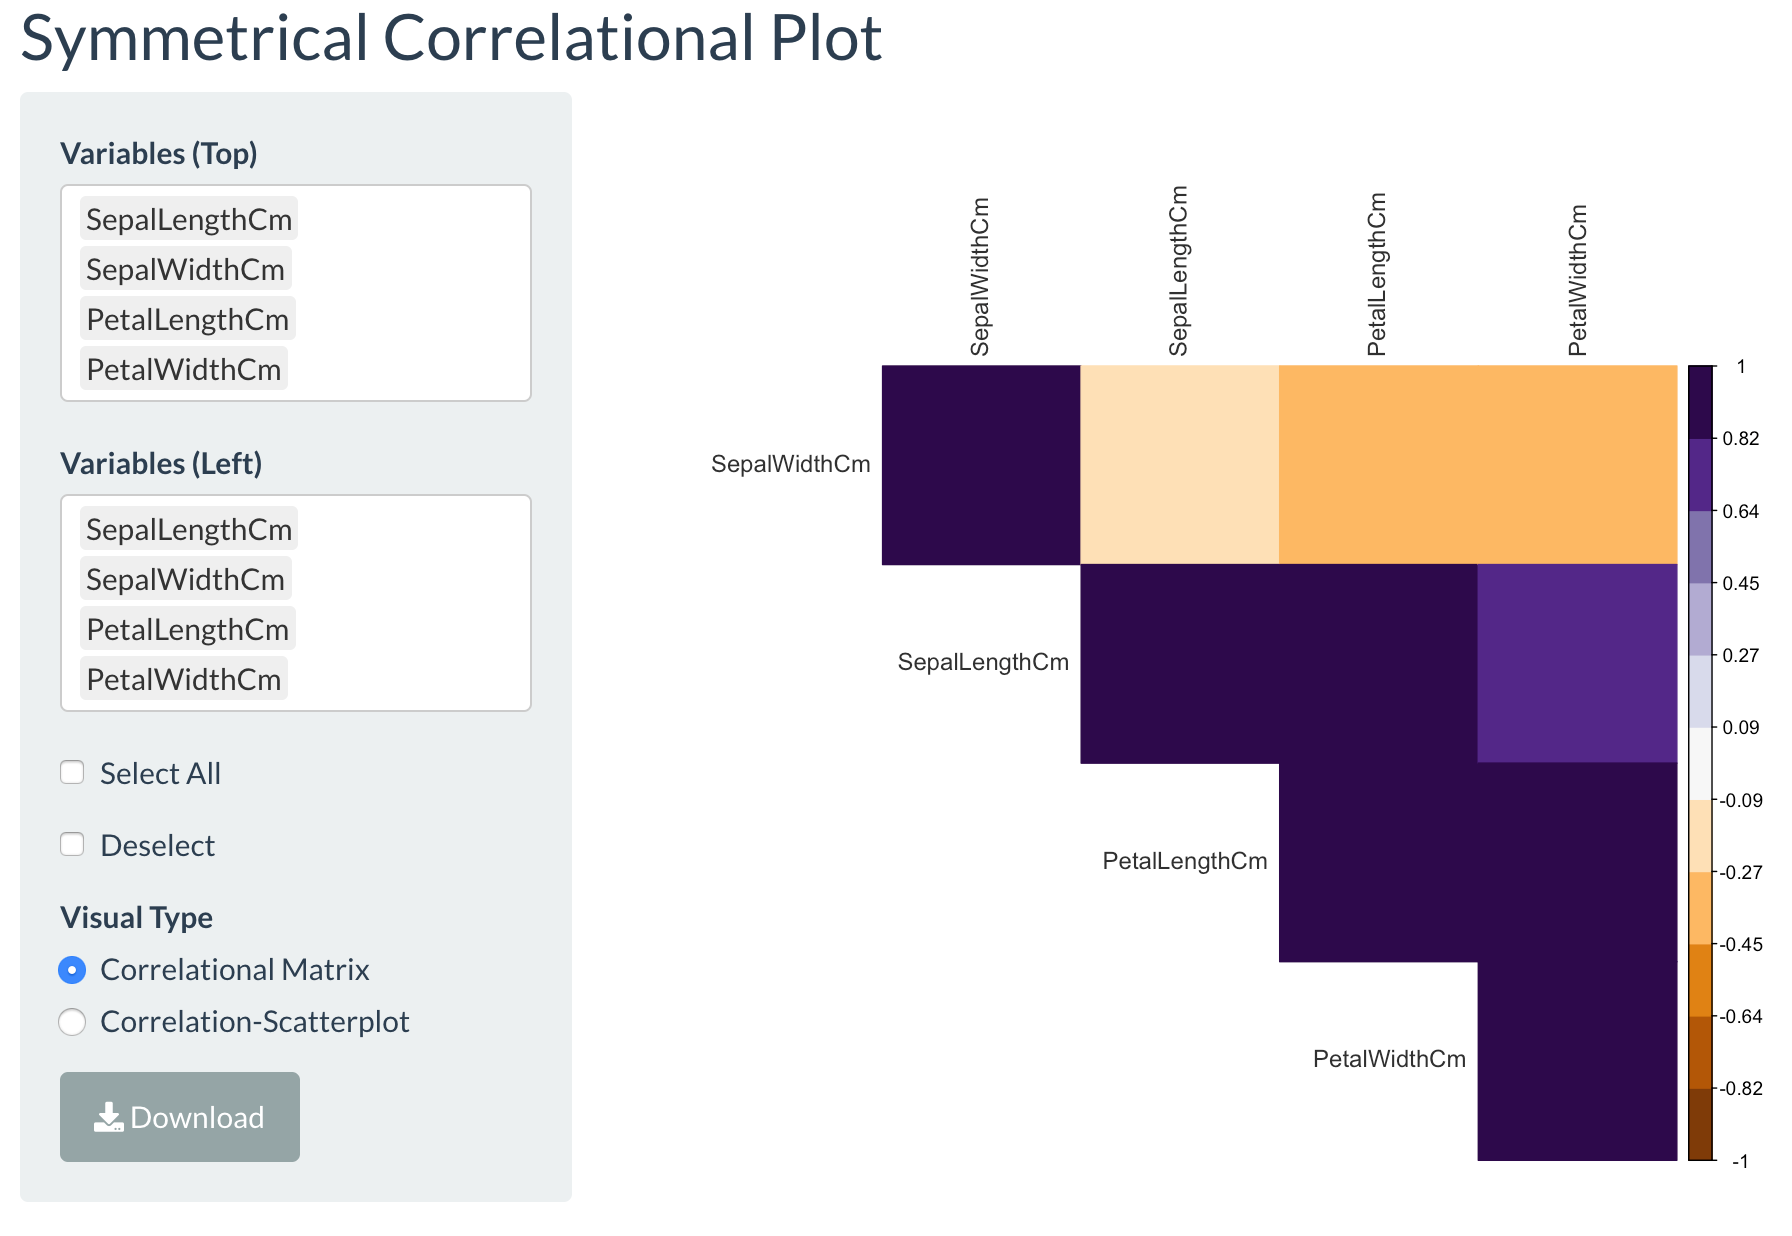 Symmetrical Correlational Plot
Variables (Top)
SepalLengthCm
SepalWidthCm
PetalLengthCm
PetalWidthCm
Variables (Left)
SepalLengthCm
SepalWidthCm
PetalLengthCm
PetalWidthCm
Select All
Deselect
Visual Type
Correlational Matrix
Correlation-Scatterplot
Download
SepalWidthCm
SepalLengthCm
PetalLengthCm
PetalWidthCm
SepalWidthCm
SepalLengthCm
PetalLengthCm
PetalWidthCm
1
0.82
0.64
0.45
0.27
0.09
-0.09
-0.27
-0.45
-0.64
-0.82
-1